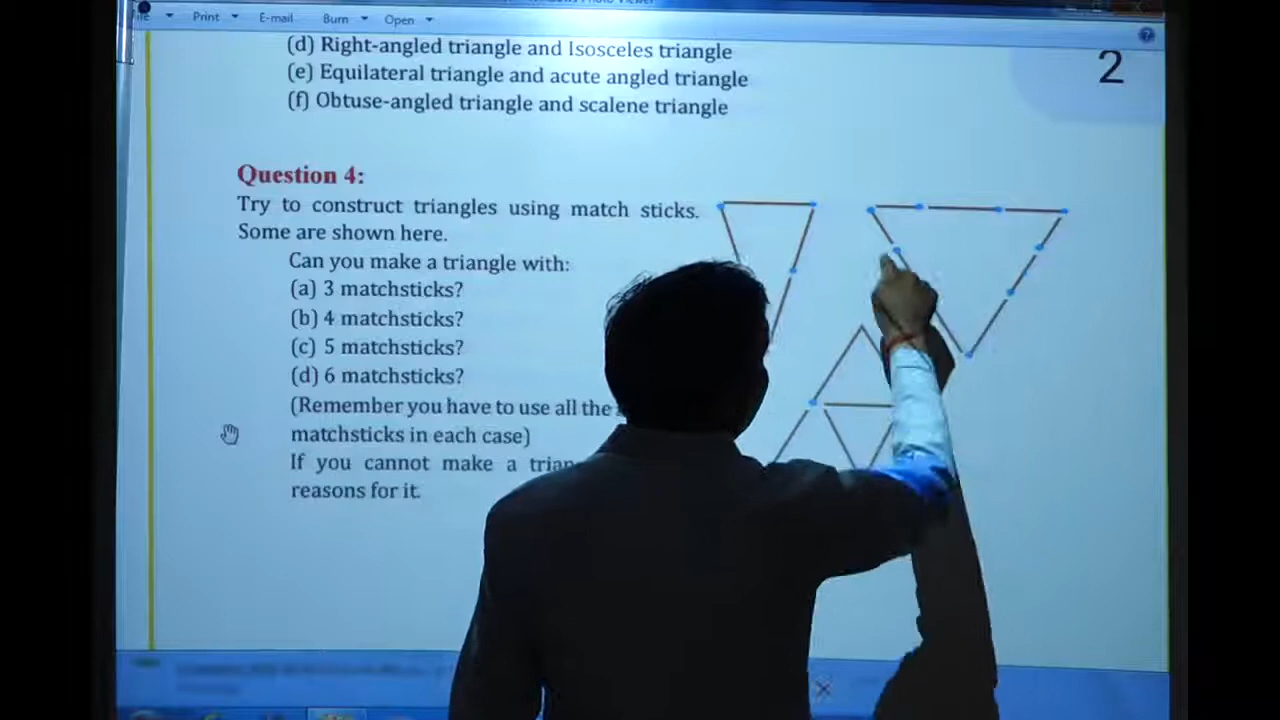 Print E-mail Burn Open
(d) Right-angled triangle and Isosceles triangle
(e) Equilateral triangle and acute angled triangle
(f) Obtuse-angled triangle and scalene triangle
2
Question 4:
Try to construct triangles using match sticks.
Some are shown here.
Can you make a triangle with:
(a) 3 matchsticks?
(b) 4 matchsticks?
(c) 5 matchsticks?
(d) 6 matchsticks?
(Remember you have to use all the
matchsticks in each case)
If you cannot make a
reasons for it.